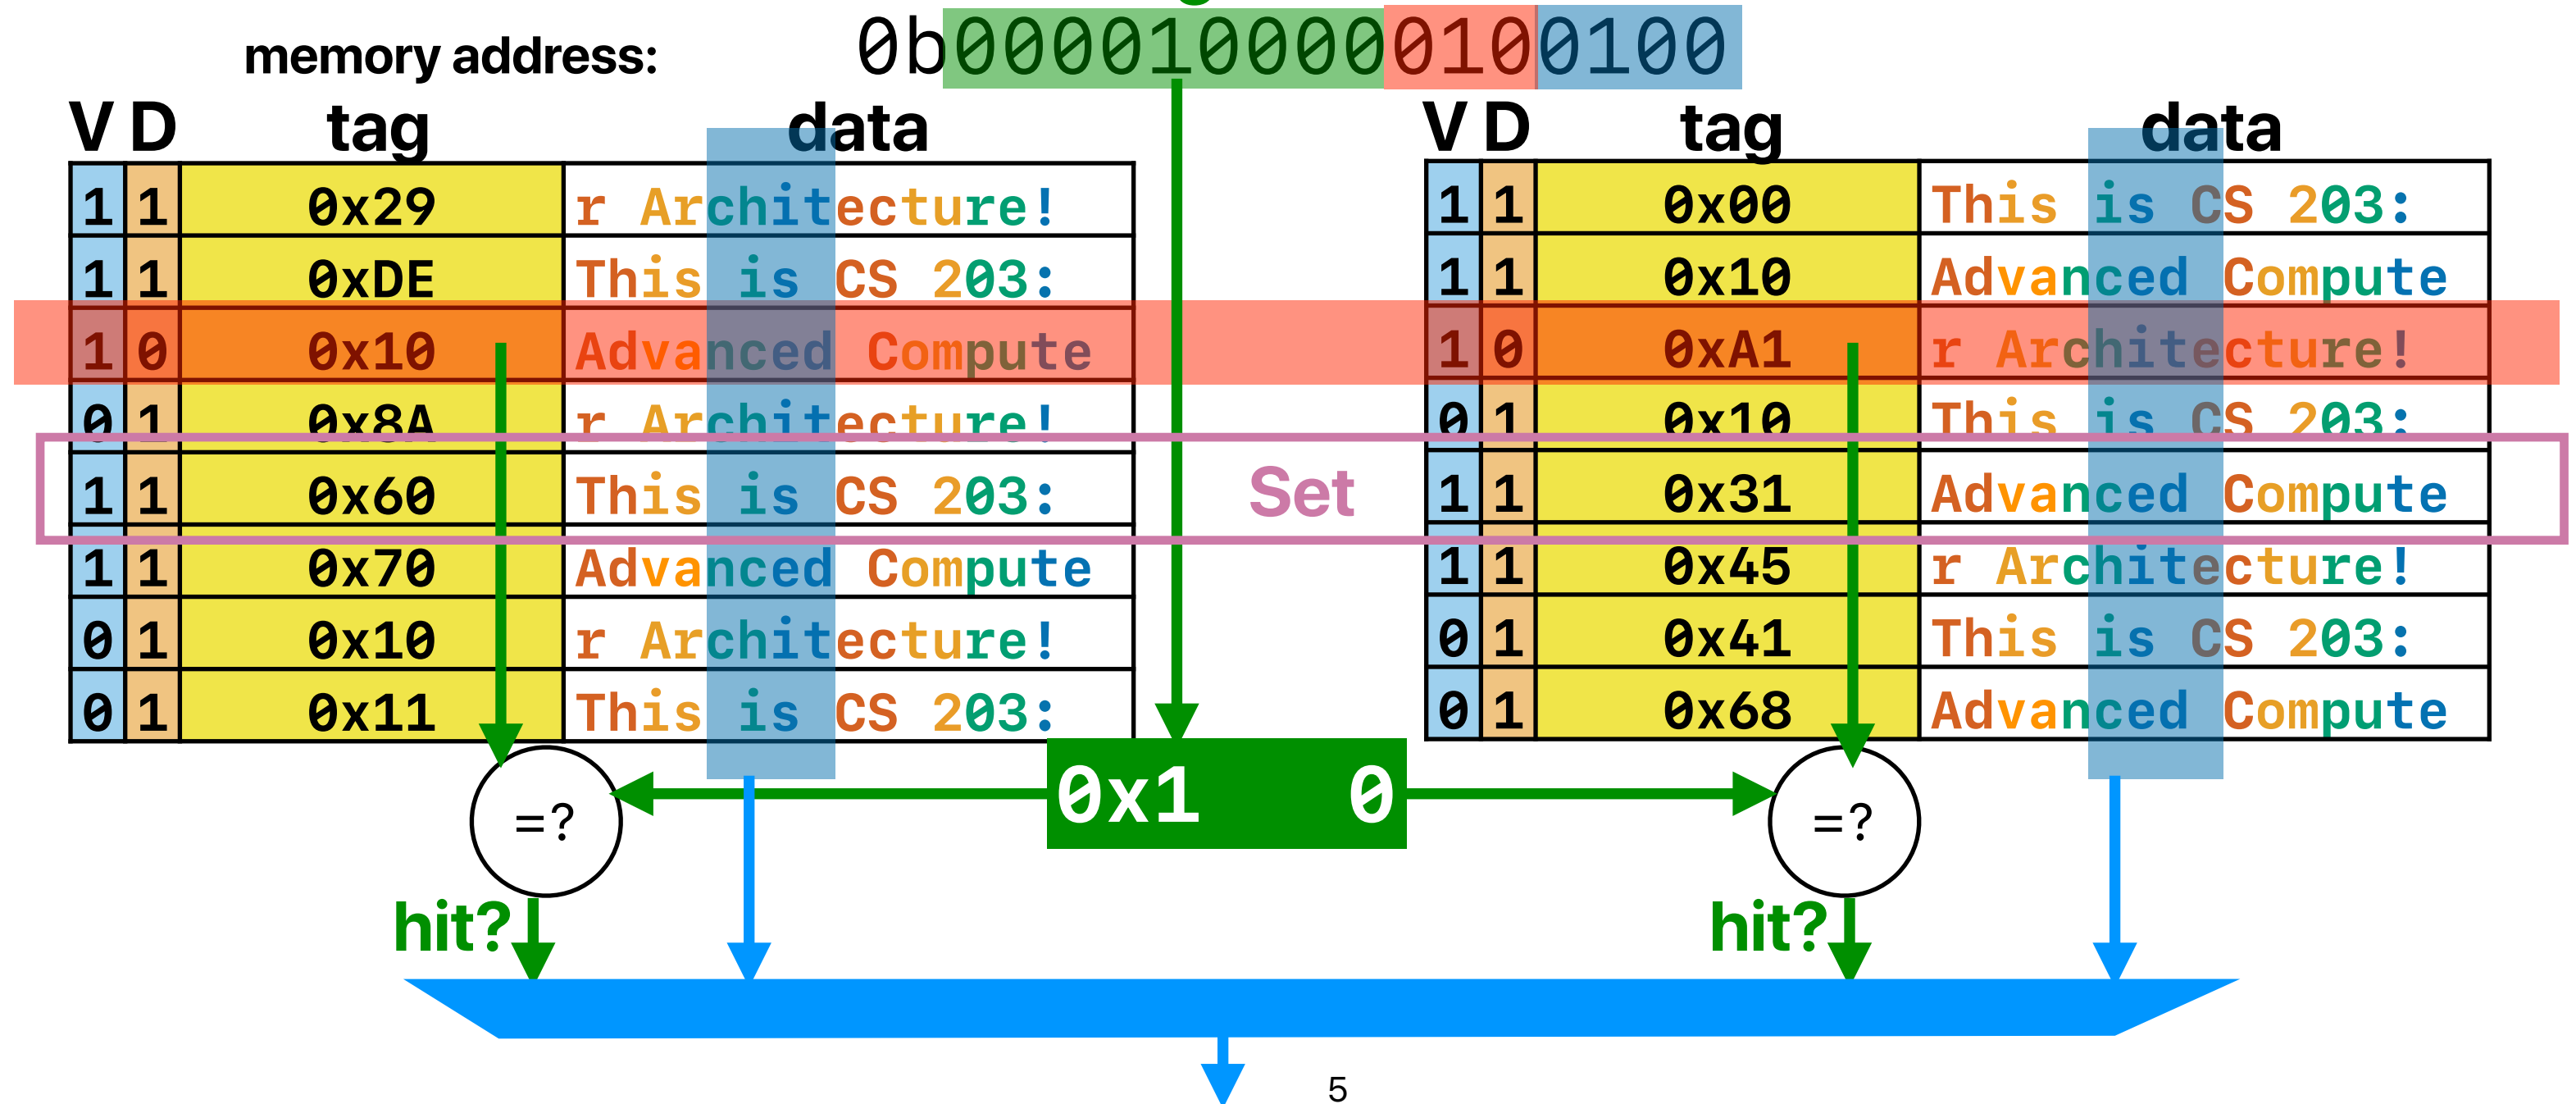 memory address: 0b0000100000100100
V D tag data V D tag data
1 1 0x29 r Architecture! 1 1 0x00 This is CS 203:
1 1 0xDE This is CS 203: 1 1 0x10 Advanced Compute
1 0 0x10 Advanced Compute 1 0 0xA1 r Architecture!
0 1 0x8A r Architecture! 0 1 0x10 This is CS 203:
1 1 0x60 This is CS 203: Set 1 1 0x31 Advanced Compute
1 1 0x70 Advanced Compute 1 1 0x45 r Architecture!
0 1 0x10 r Architecture! 0 1 0x41 This is CS 203:
0 1 0x11 This is CS 203: 0 1 0x68 Advanced Compute
=? 0x1 0 =?
hit? hit?
5